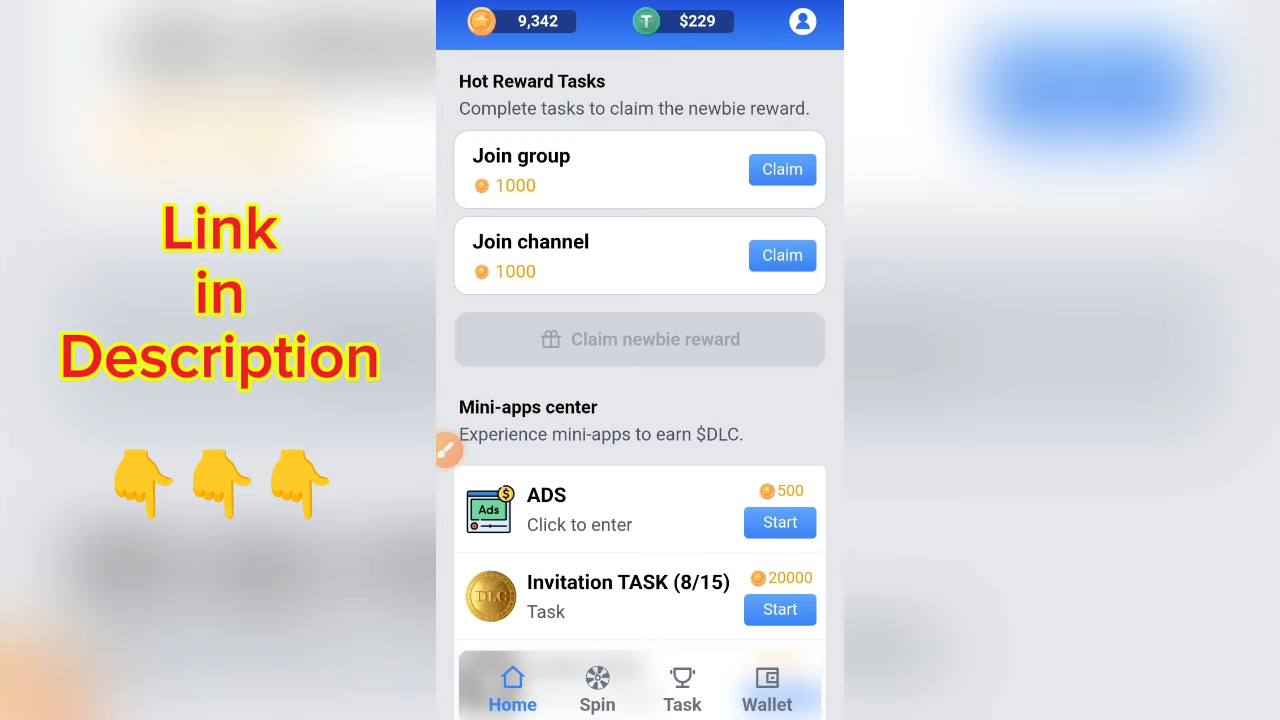 9,342
$229
Hot Reward Tasks
Complete tasks to claim the newbie reward.
Join group
1000
Claim
Join channel
1000
Claim
Claim newbie reward
Mini-apps center
Experience mini-apps to earn $DLC.
Ads
ADS
500
Click to enter
Start
DLC
Invitation TASK (8/15)
20000
Task
Start
Home
Spin
Task
Wallet
Link
in
Description